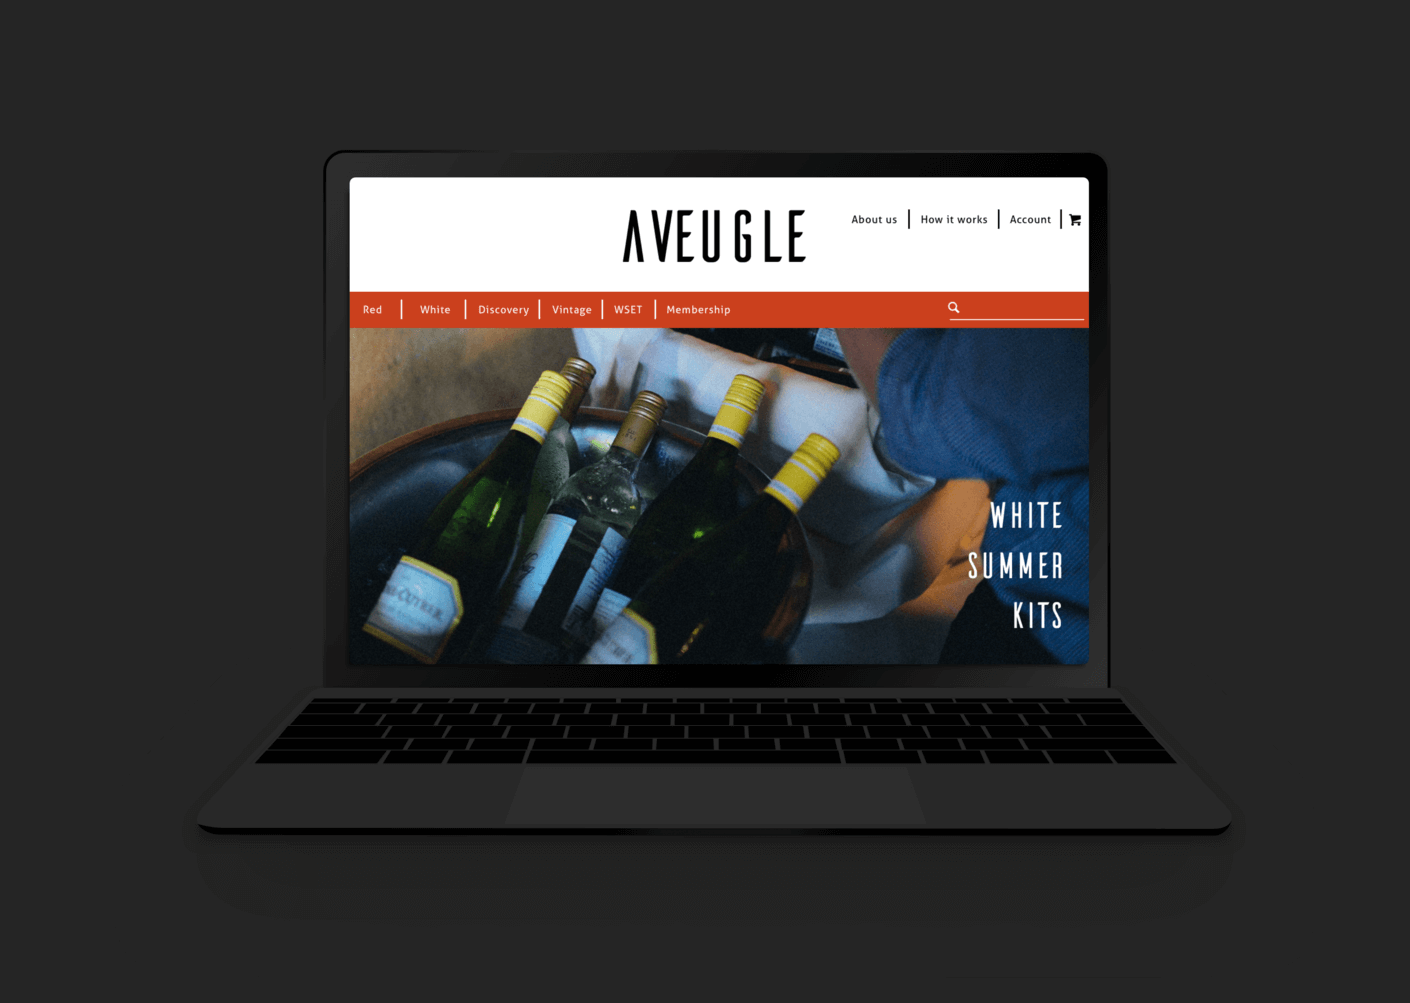 AVEUGLE
About us
How it works
Account
Red
White
Discovery
Vintage
WSET
Membership
WHITE
SUMMER
KITS